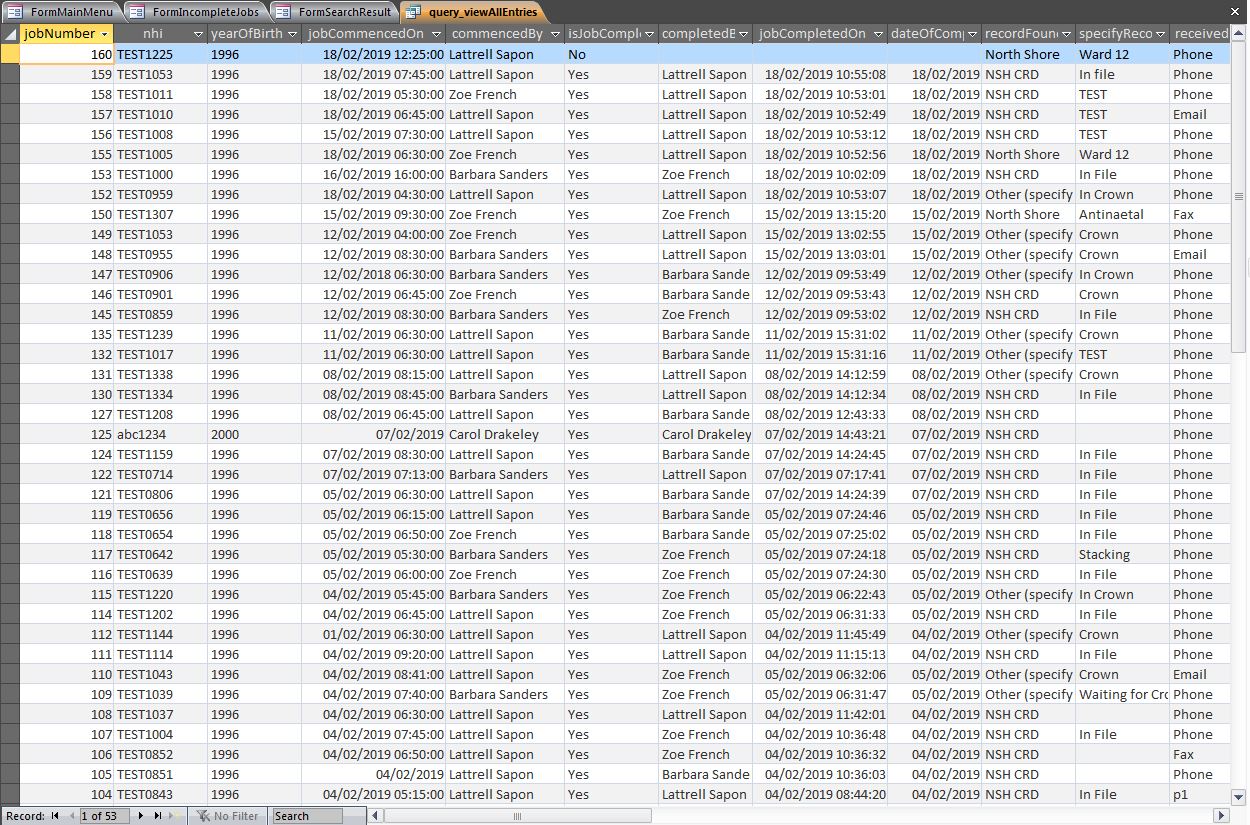 FormMainMenu FormIncompleteJobs FormSearchResult query_viewAllEntries
jobNumber nhi yearOfBirth jobCommencedOn commencedBy isJobCompl completedB jobCompletedOn dateOfComp recordFoun specifyReco received
160 TEST1225 1996 18/02/2019 12:25:00 Lattrell Sapon No North Shore Ward 12 Phone
159 TEST1053 1996 18/02/2019 07:45:00 Lattrell Sapon Yes Lattrell Sapon 18/02/2019 10:55:08 18/02/2019 NSH CRD In file Phone
158 TEST1011 1996 18/02/2019 05:30:00 Zoe French Yes Lattrell Sapon 18/02/2019 10:53:01 18/02/2019 NSH CRD TEST Phone
157 TEST1010 1996 18/02/2019 06:45:00 Lattrell Sapon Yes Lattrell Sapon 18/02/2019 10:52:49 18/02/2019 NSH CRD TEST Email
156 TEST1008 1996 15/02/2019 07:30:00 Lattrell Sapon Yes Lattrell Sapon 18/02/2019 10:53:12 18/02/2019 NSH CRD TEST Phone
155 TEST1005 1996 18/02/2019 06:30:00 Zoe French Yes Lattrell Sapon 18/02/2019 10:52:56 18/02/2019 North Shore Ward 12 Phone
153 TEST1000 1996 16/02/2019 16:00:00 Barbara Sanders Yes Zoe French 18/02/2019 10:02:09 18/02/2019 NSH CRD In File Phone
152 TEST0959 1996 18/02/2019 04:30:00 Lattrell Sapon Yes Lattrell Sapon 18/02/2019 10:53:07 18/02/2019 Other (specify In Crown Phone
150 TEST1307 1996 15/02/2019 09:30:00 Zoe French Yes Zoe French 15/02/2019 13:15:20 15/02/2019 North Shore Antinaetal Fax
149 TEST1053 1996 12/02/2019 04:00:00 Zoe French Yes Lattrell Sapon 15/02/2019 13:02:55 15/02/2019 Other (specify Crown Phone
148 TEST0955 1996 12/02/2019 08:30:00 Barbara Sanders Yes Lattrell Sapon 15/02/2019 13:03:01 15/02/2019 Other (specify Crown Email
147 TEST0906 1996 12/02/2018 06:30:00 Barbara Sanders Yes Barbara Sande 12/02/2019 09:53:49 12/02/2019 Other (specify In Crown Phone
146 TEST0901 1996 12/02/2019 06:45:00 Zoe French Yes Barbara Sande 12/02/2019 09:53:43 12/02/2019 NSH CRD Crown Phone
145 TEST0859 1996 12/02/2019 08:30:00 Barbara Sanders Yes Zoe French 12/02/2019 09:53:02 12/02/2019 NSH CRD In File Phone
135 TEST1239 1996 11/02/2019 06:30:00 Lattrell Sapon Yes Barbara Sande 11/02/2019 15:31:02 11/02/2019 Other (specify Crown Phone
132 TEST1017 1996 11/02/2019 06:30:00 Lattrell Sapon Yes Barbara Sande 11/02/2019 15:31:16 11/02/2019 Other (specify TEST Phone
131 TEST1338 1996 08/02/2019 08:15:00 Lattrell Sapon Yes Lattrell Sapon 08/02/2019 14:12:59 08/02/2019 Other (specify Crown Phone
130 TEST1334 1996 08/02/2019 08:45:00 Barbara Sanders Yes Lattrell Sapon 08/02/2019 14:12:34 08/02/2019 NSH CRD In File Phone
127 TEST1208 1996 08/02/2019 06:45:00 Lattrell Sapon Yes Barbara Sande 08/02/2019 12:43:33 08/02/2019 NSH CRD Phone
125 abc1234 2000 07/02/2019 Carol Drakeley Yes Carol Drakeley 07/02/2019 14:43:21 07/02/2019 NSH CRD Phone
124 TEST1159 1996 07/02/2019 08:30:00 Lattrell Sapon Yes Barbara Sande 07/02/2019 14:24:45 07/02/2019 NSH CRD In File Phone
122 TEST0714 1996 07/02/2019 07:13:00 Barbara Sanders Yes Lattrell Sapon 07/02/2019 07:17:41 07/02/2019 NSH CRD In File Phone
121 TEST0806 1996 05/02/2019 06:30:00 Lattrell Sapon Yes Barbara Sande 07/02/2019 14:24:39 07/02/2019 NSH CRD In File Phone
119 TEST0656 1996 05/02/2019 06:15:00 Lattrell Sapon Yes Barbara Sande 05/02/2019 07:24:46 05/02/2019 NSH CRD In File Phone
118 TEST0654 1996 05/02/2019 06:50:00 Zoe French Yes Barbara Sande 05/02/2019 07:25:02 05/02/2019 NSH CRD In File Phone
117 TEST0642 1996 05/02/2019 05:30:00 Barbara Sanders Yes Zoe French 05/02/2019 07:24:18 05/02/2019 NSH CRD Stacking Phone
116 TEST0639 1996 05/02/2019 06:00:00 Zoe French Yes Zoe French 05/02/2019 07:24:30 05/02/2019 NSH CRD In File Phone
115 TEST1220 1996 04/02/2019 05:45:00 Barbara Sanders Yes Zoe French 05/02/2019 06:22:43 05/02/2019 Other (specify In Crown Phone
114 TEST1202 1996 04/02/2019 06:45:00 Lattrell Sapon Yes Zoe French 05/02/2019 06:31:33 05/02/2019 NSH CRD In File Phone
112 TEST1144 1996 01/02/2019 06:30:00 Lattrell Sapon Yes Lattrell Sapon 04/02/2019 11:45:49 04/02/2019 Other (specify Crown Phone
111 TEST1114 1996 04/02/2019 09:20:00 Lattrell Sapon Yes Lattrell Sapon 04/02/2019 11:15:13 04/02/2019 NSH CRD In File Phone
110 TEST1043 1996 04/02/2019 08:41:00 Lattrell Sapon Yes Zoe French 05/02/2019 06:32:06 05/02/2019 Other (specify Crown Email
109 TEST1039 1996 04/02/2019 07:40:00 Barbara Sanders Yes Zoe French 05/02/2019 06:31:47 05/02/2019 Other (specify Waiting for Crc Phone
108 TEST1037 1996 04/02/2019 06:30:00 Lattrell Sapon Yes Lattrell Sapon 04/02/2019 11:42:01 04/02/2019 NSH CRD Phone
107 TEST1004 1996 04/02/2019 07:45:00 Lattrell Sapon Yes Zoe French 04/02/2019 10:36:48 04/02/2019 NSH CRD In File Phone
106 TEST0852 1996 04/02/2019 06:50:00 Lattrell Sapon Yes Zoe French 04/02/2019 10:36:32 04/02/2019 NSH CRD Fax
105 TEST0851 1996 04/02/2019 Lattrell Sapon Yes Barbara Sande 04/02/2019 10:36:03 04/02/2019 NSH CRD Phone
104 TEST0843 1996 04/02/2019 05:15:00 Lattrell Sapon Yes Lattrell Sapon 04/02/2019 08:44:20 04/02/2019 NSH CRD In File p1
Record: 1 of 53 No Filter Search